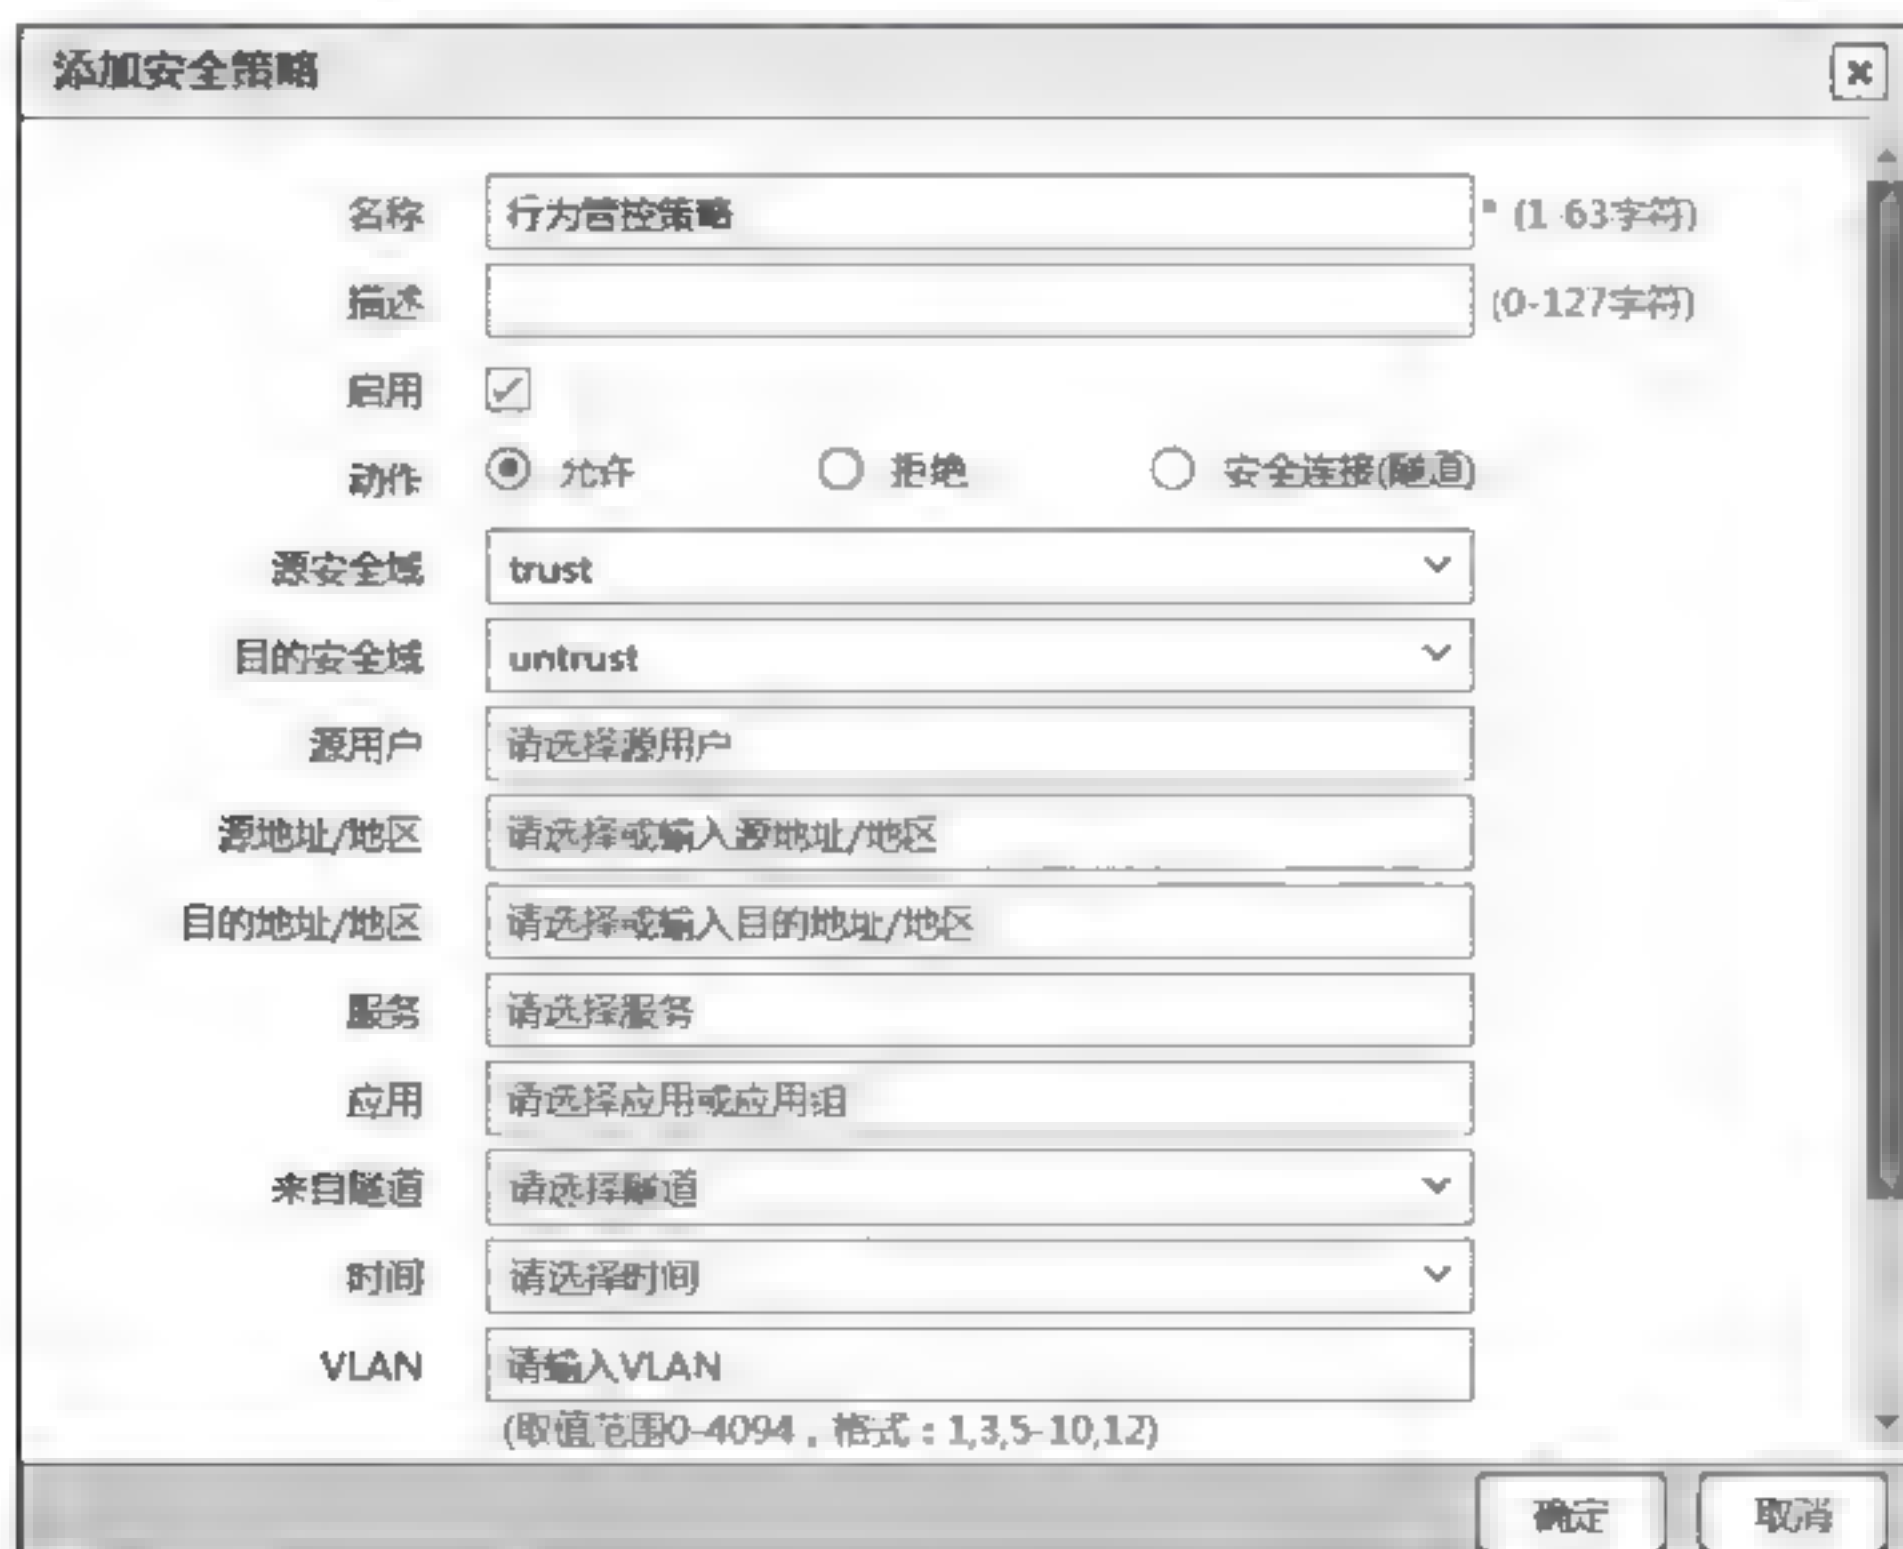 添加安全策略
名称 行为管控策略 * (1-63字符)
描述 (0-127字符)
启用
动作 允许 拒绝 安全连接(隧道)
源安全域 trust
目的安全域 untrust
源用户 请选择源用户
源地址/地区 请选择或输入源地址/地区
目的地址/地区 请选择或输入目的地址/地区
服务 请选择服务
应用 请选择应用或应用组
来自隧道 请选择隧道
时间 请选择时间
VLAN 请输入VLAN
(取值范围0-4094，格式：1,3,5-10,12)
确定 取消